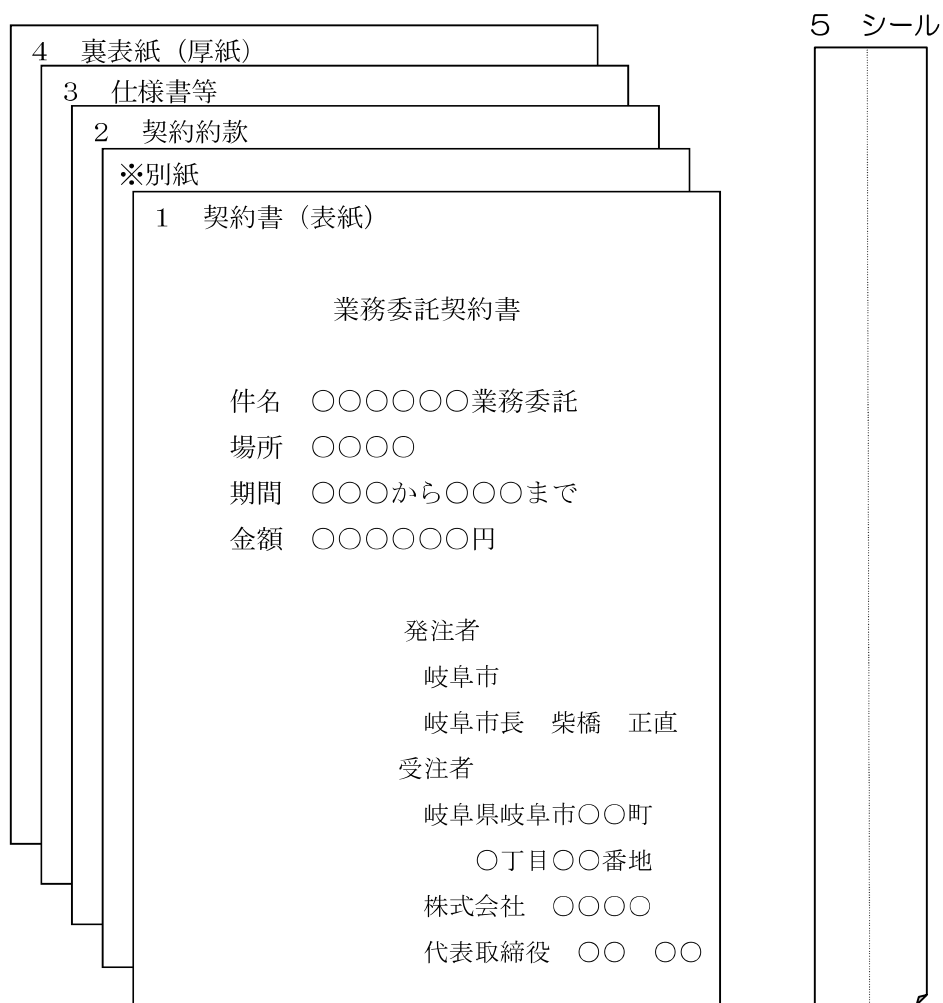 5 シール
4 裏表紙（厚紙）
3 仕様書等
2 契約約款
※別紙
1 契約書（表紙）
業務委託契約書
件名 ○○○○○○業務委託
場所 ○○○○
期間 ○○○から○○○まで
金額 ○○○○○○円
発注者
岐阜市
岐阜市長 柴橋 正直
受注者
岐阜県岐阜市○○町
○丁目○○番地
株式会社 ○○○○
代表取締役 ○○ ○○